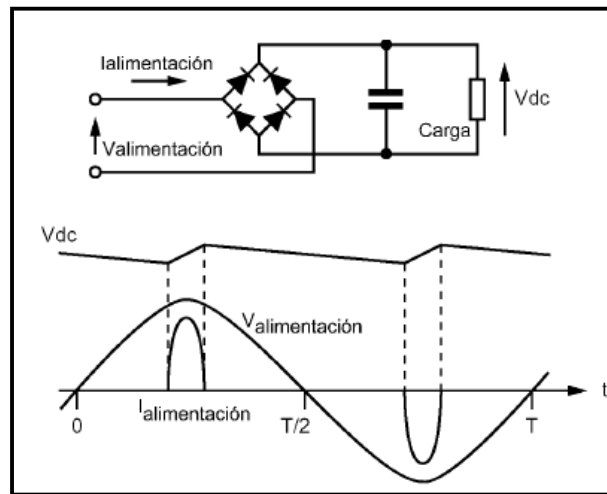 Ialimentación
Valimentación
Carga
Vdc
Vdc
Valimentación
Ialimentación
t
0
T/2
T